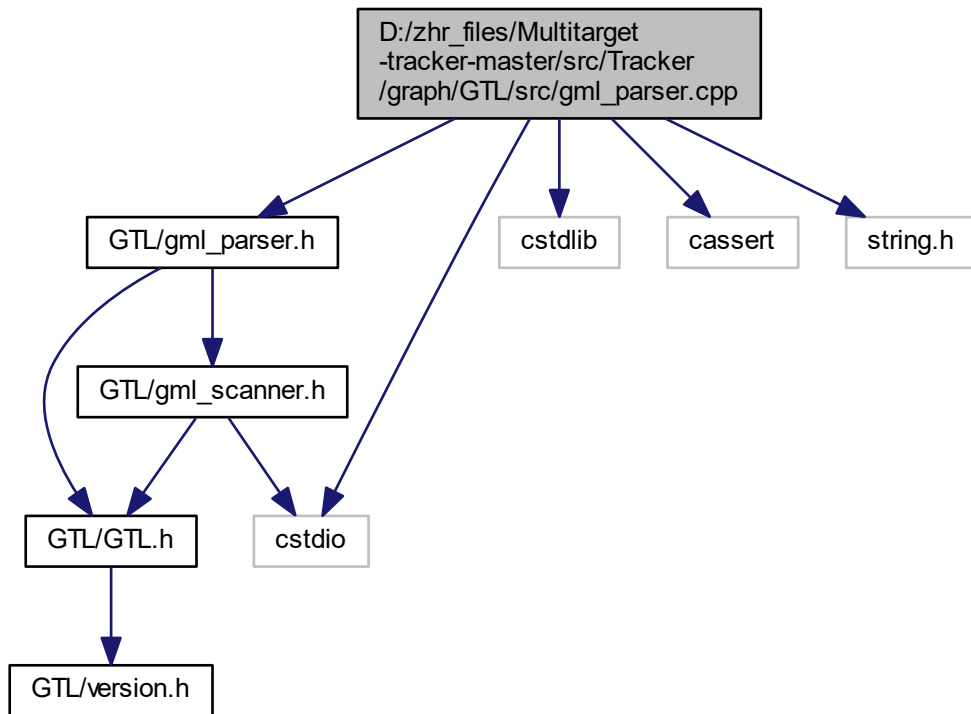 D:/zhr_files/Multitarget
-tracker-master/src/Tracker
/graph/GTL/src/gml_parser.cpp
GTL/gml_parser.h
cstdlib
cassert
string.h
GTL/gml_scanner.h
GTL/GTL.h
cstdio
GTL/version.h